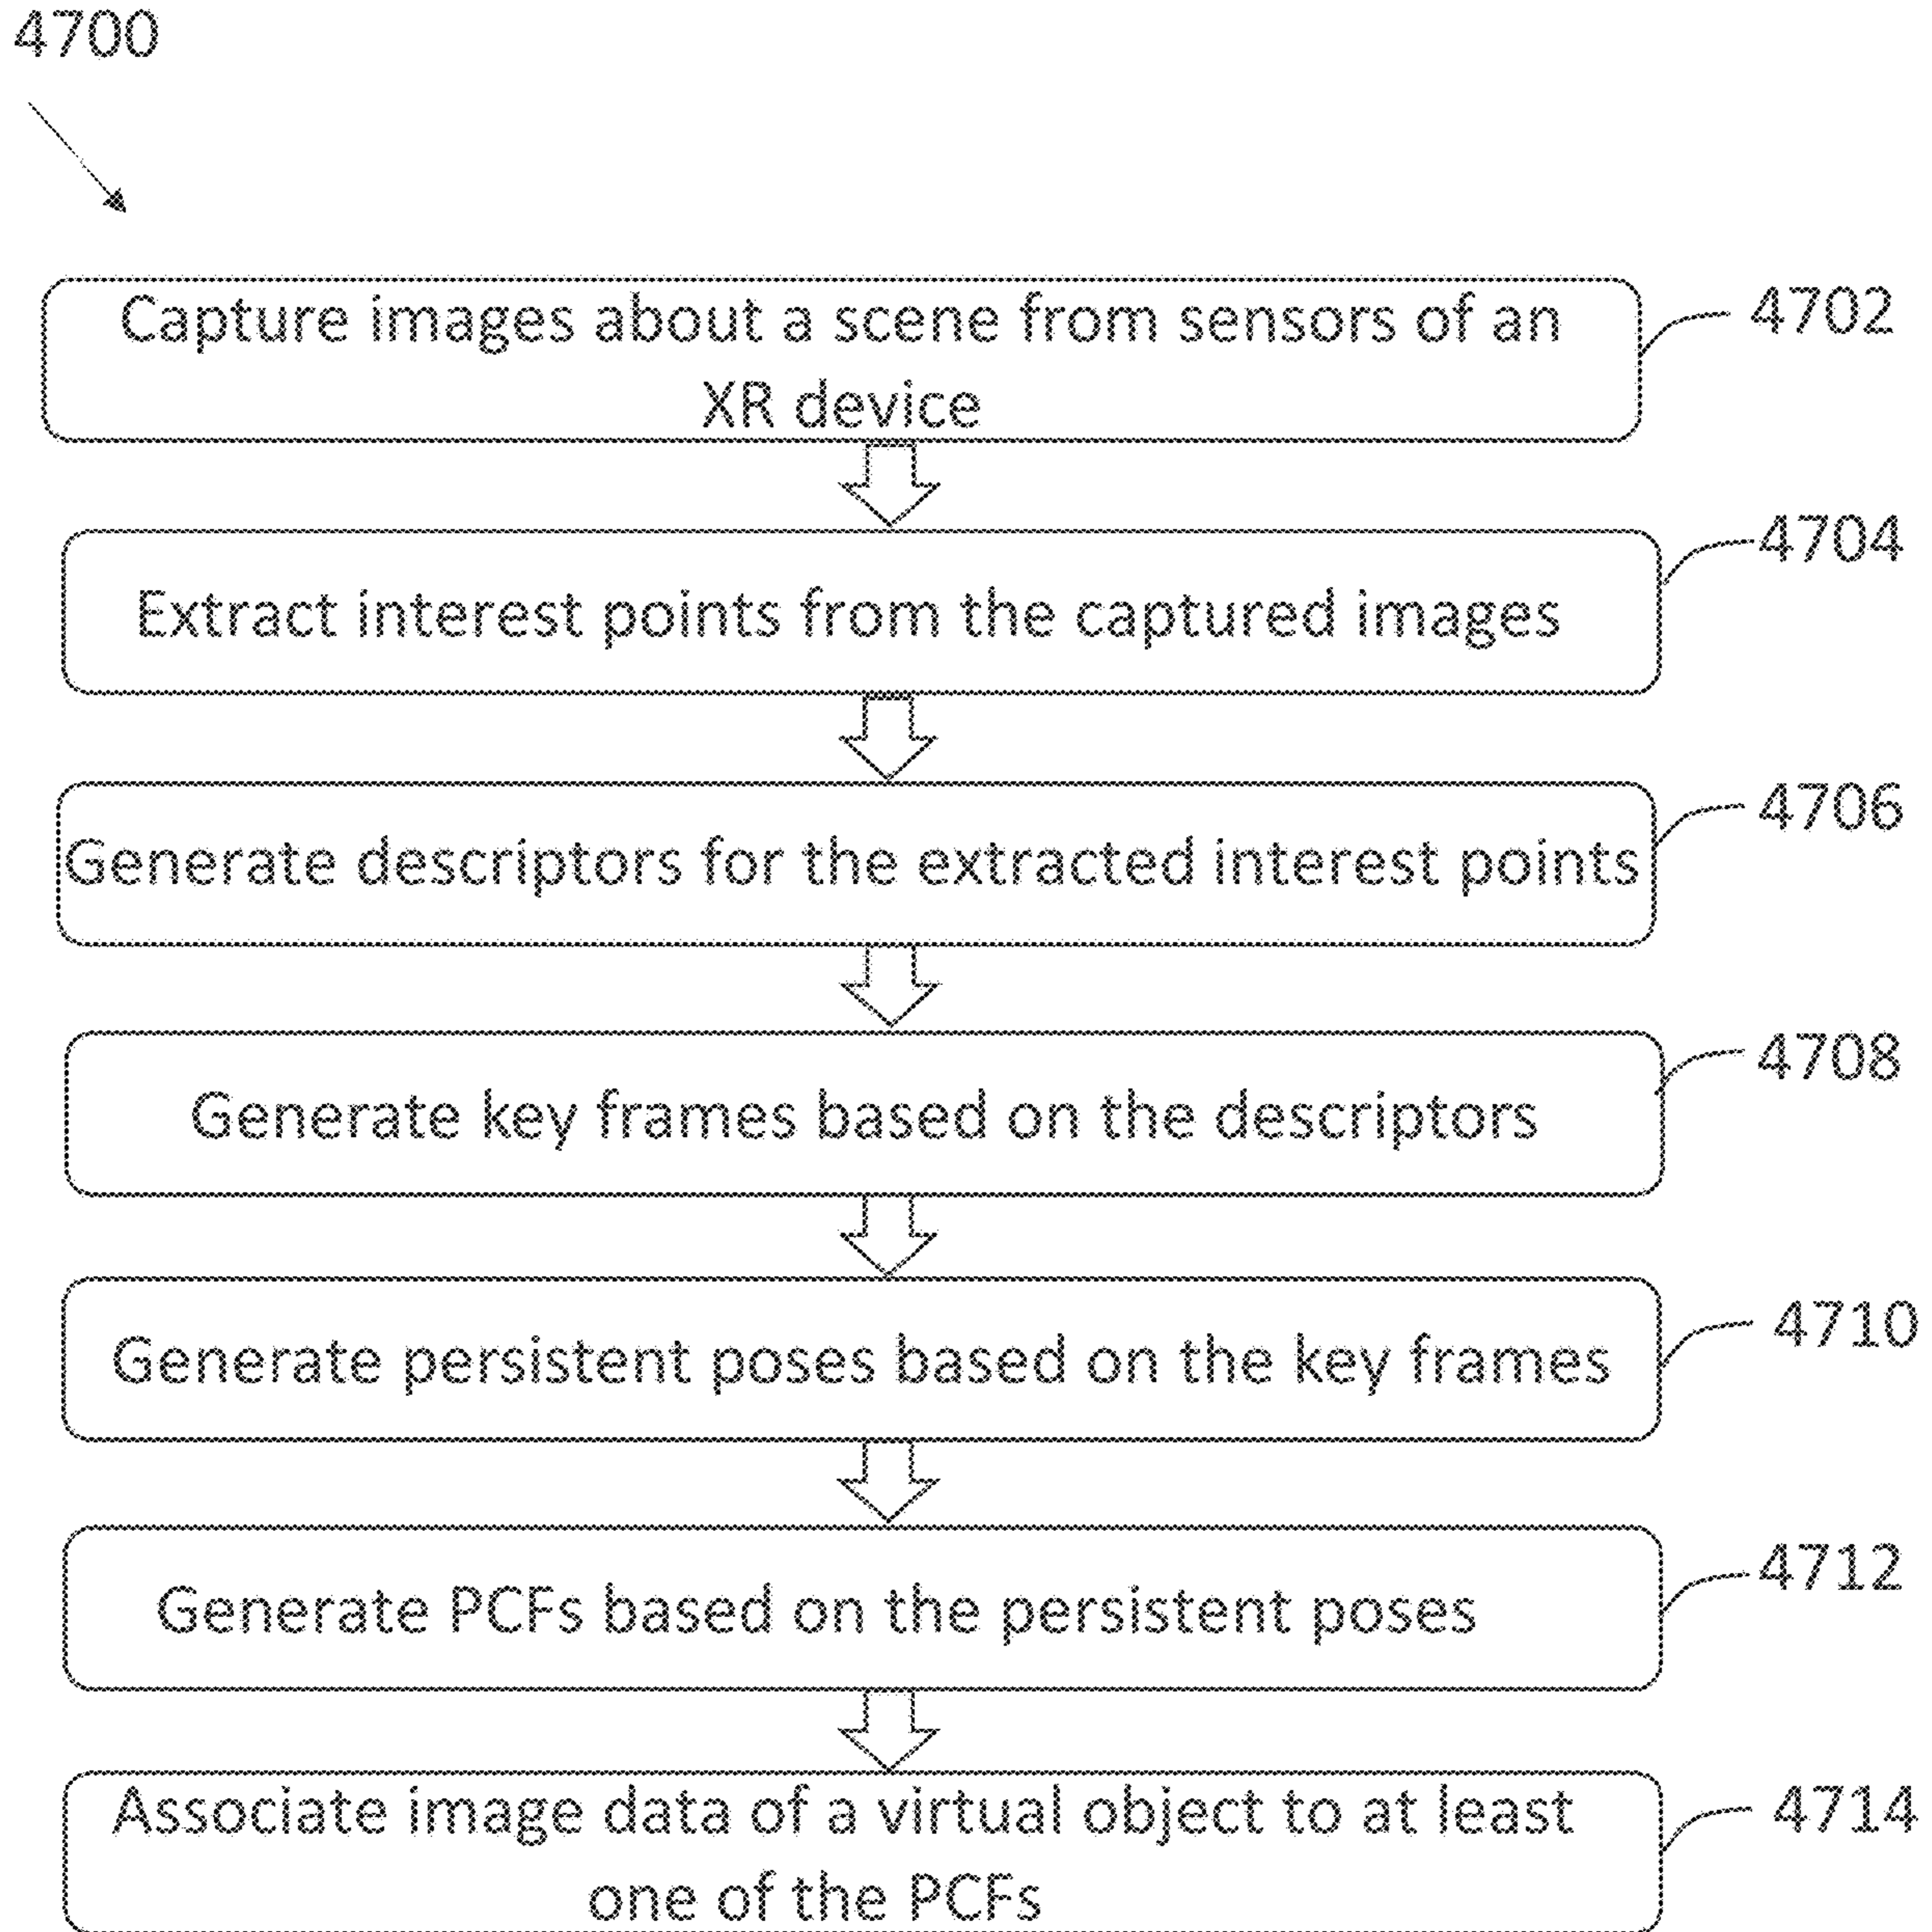 4700
Capture images about a scene from sensors of an
XR device
4702
Extract interest points from the captured images
4704
Generate descriptors for the extracted interest points
4706
Generate key frames based on the descriptors
4708
Generate persistent poses based on the key frames
4710
Generate PCFs based on the persistent poses
4712
Associate image data of a virtual object to at least
one of the PCFs
4714